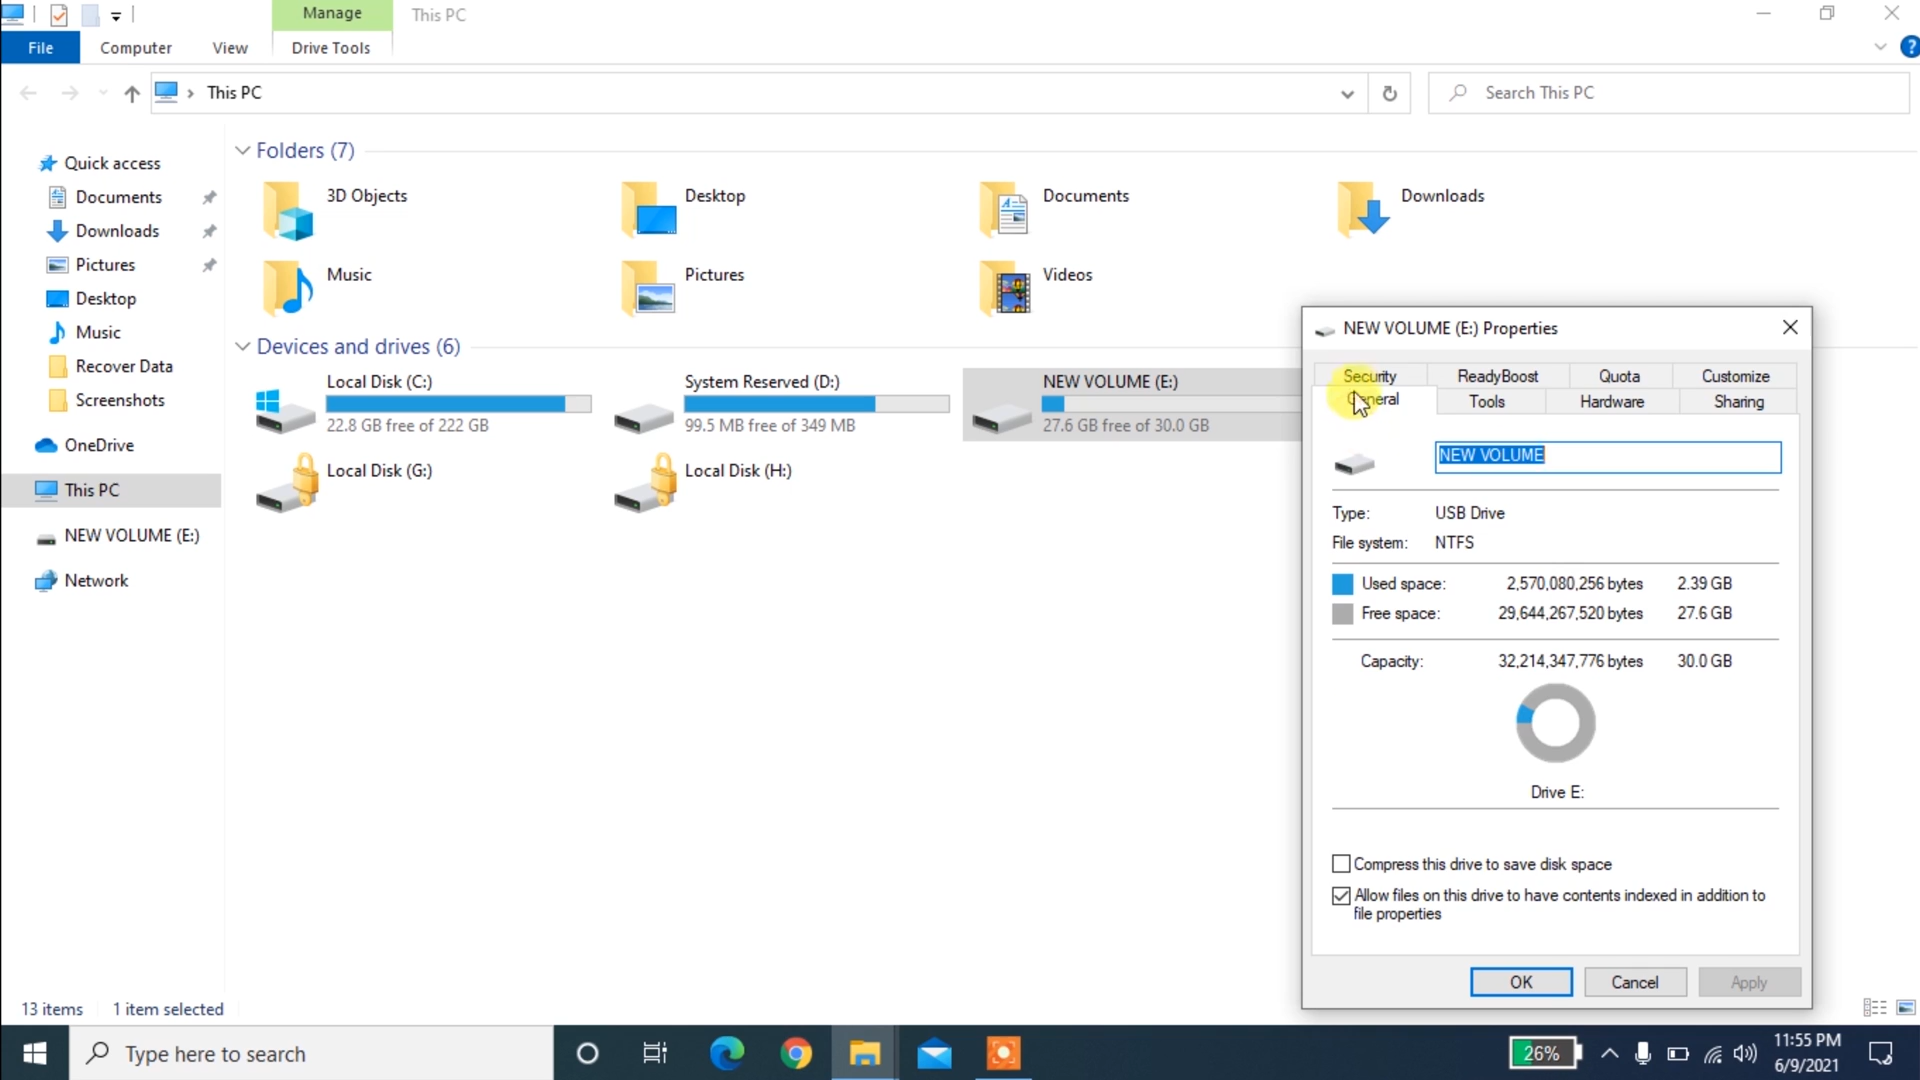 Manage
This PC
File
Computer
View
Drive Tools
This PC
Search This PC
Quick access
Documents
Downloads
Pictures
Desktop
Music
Recover Data
Screenshots
OneDrive
This PC
NEW VOLUME (E:)
Network
Folders (7)
3D Objects
Desktop
Documents
Downloads
Music
Pictures
Videos
Devices and drives (6)
Local Disk (C:)
22.8 GB free of 222 GB
System Reserved (D:)
99.5 MB free of 349 MB
NEW VOLUME (E:)
27.6 GB free of 30.0 GB
Local Disk (G:)
Local Disk (H:)
NEW VOLUME (E:) Properties
Security
ReadyBoost
Quota
Customize
General
Tools
Hardware
Sharing
NEW VOLUME
Type: USB Drive
File system: NTFS
Used space: 2,570,080,256 bytes 2.39 GB
Free space: 29,644,267,520 bytes 27.6 GB
Capacity: 32,214,347,776 bytes 30.0 GB
Drive E:
Compress this drive to save disk space
Allow files on this drive to have contents indexed in addition to
file properties
OK
Cancel
Apply
13 items
1 item selected
Type here to search
26%
11:55 PM
6/9/2021